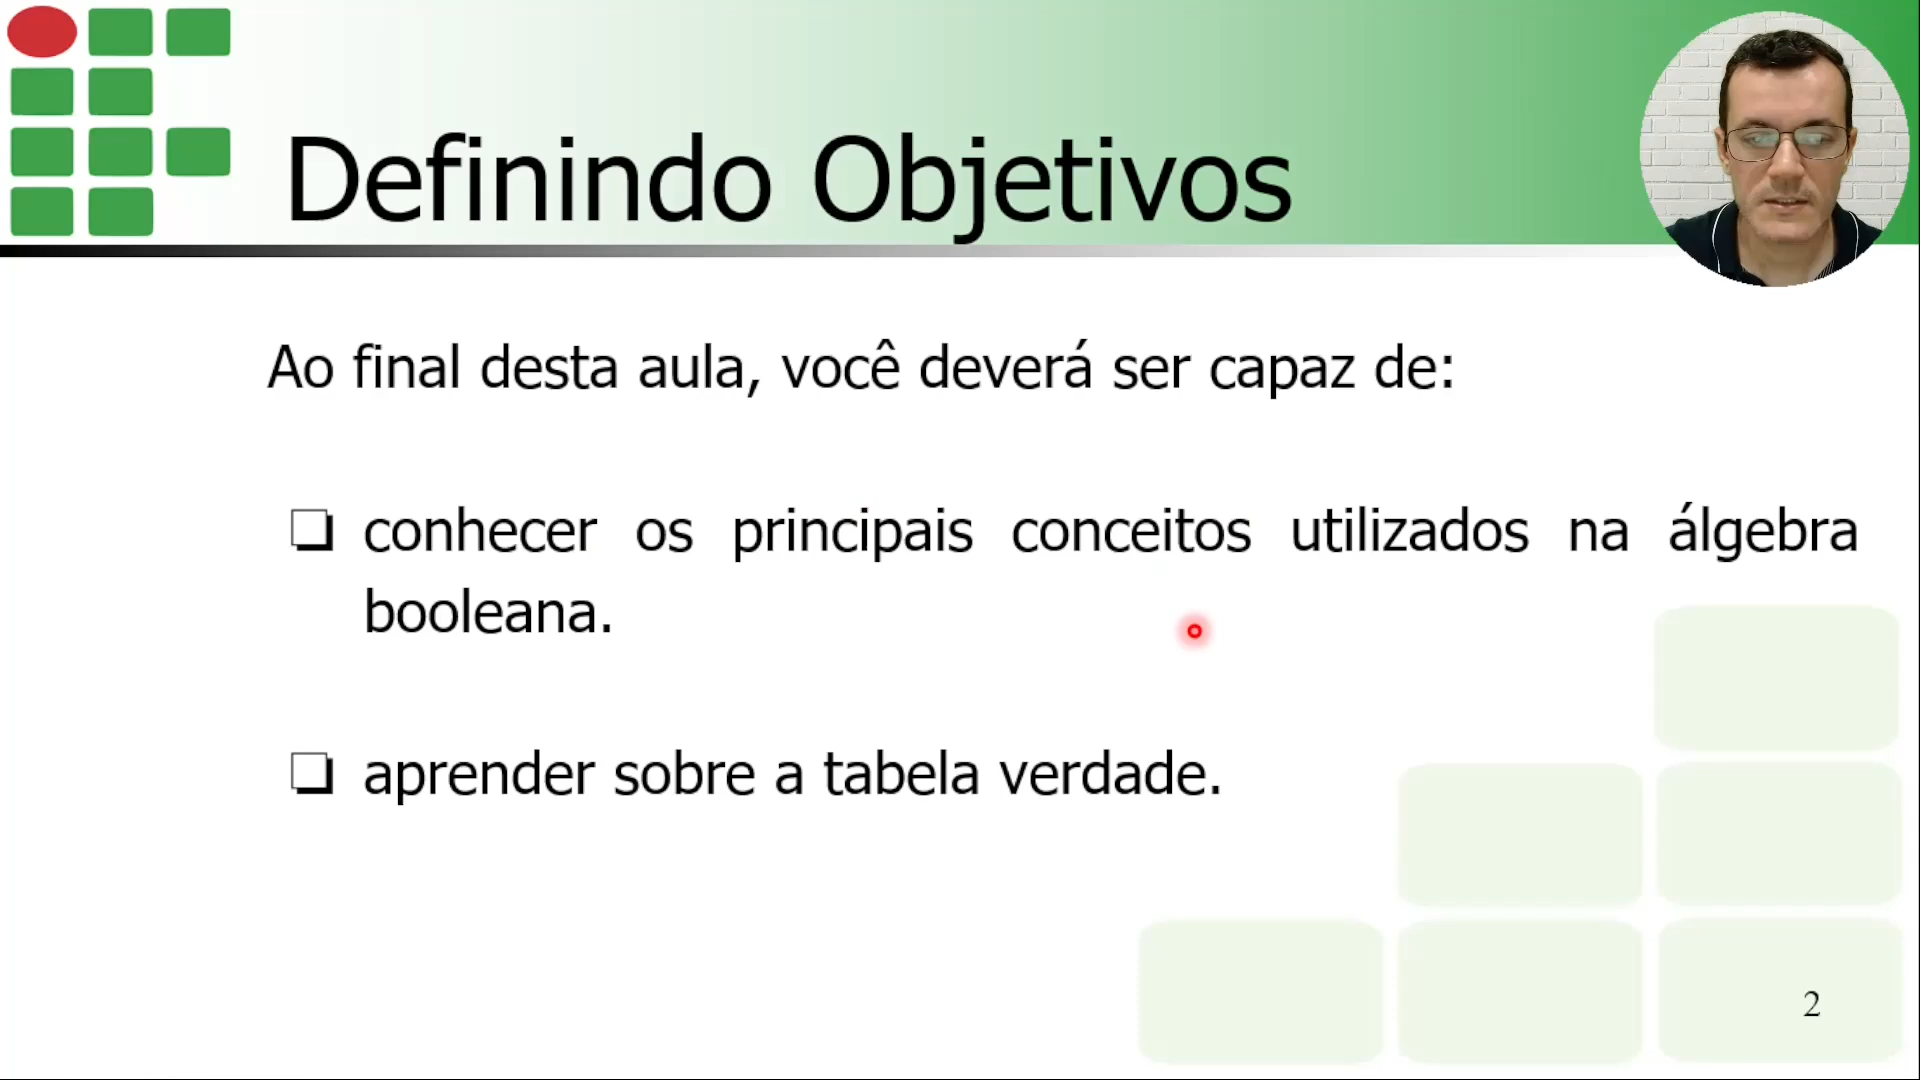 Definindo Objetivos
Ao final desta aula, você deverá ser capaz de:
conhecer os principais conceitos utilizados na álgebra
booleana.
aprender sobre a tabela verdade.
2